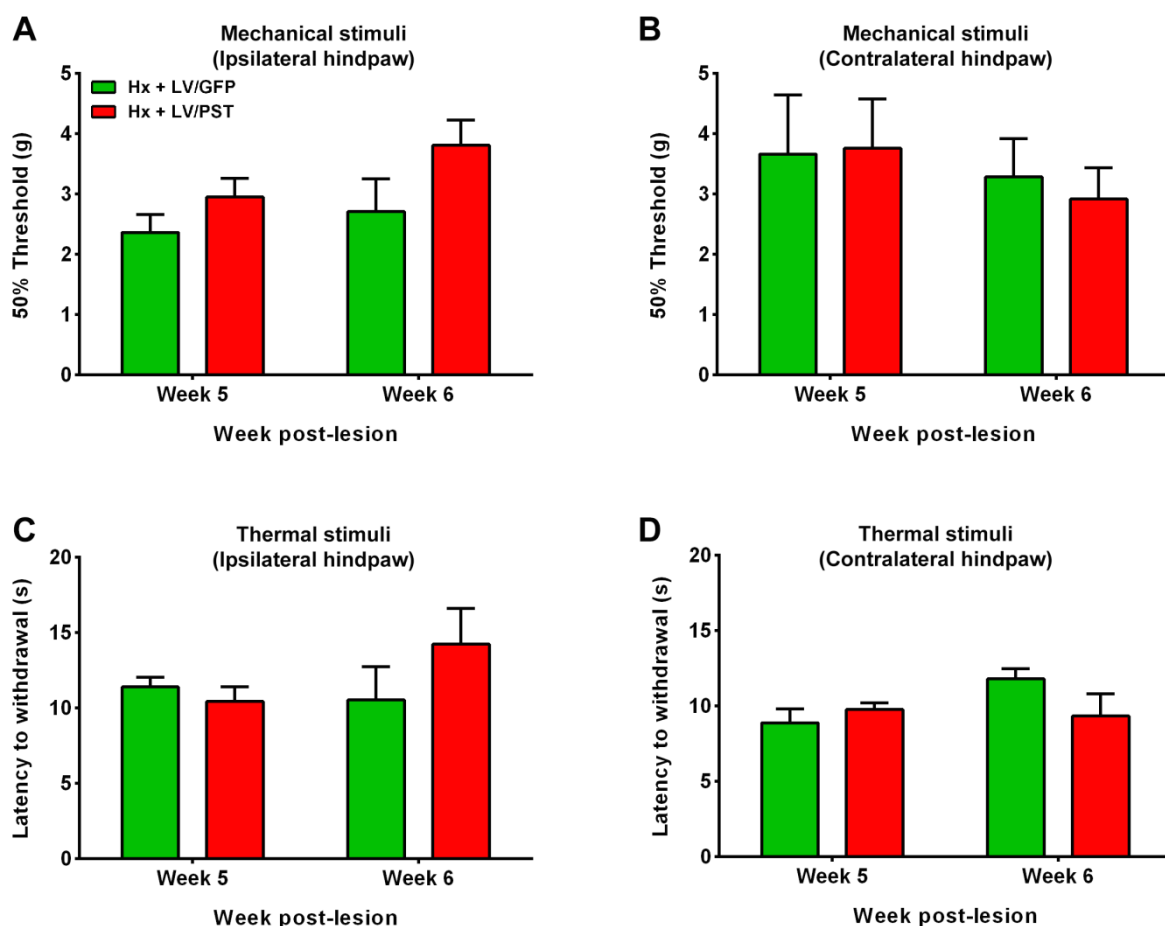 A
Mechanical stimuli
(Ipsilateral hindpaw)
50% Threshold (g)
5
4
3
2
1
0
Hx + LV/GFP
Hx + LV/PST
Week 5
Week 6
Week post-lesion
B
Mechanical stimuli
(Contralateral hindpaw)
50% Threshold (g)
5
4
3
2
1
0
Week 5
Week 6
Week post-lesion
C
Thermal stimuli
(Ipsilateral hindpaw)
Latency to withdrawal (s)
20
15
10
5
0
Week 5
Week 6
Week post-lesion
D
Thermal stimuli
(Contralateral hindpaw)
Latency to withdrawal (s)
20
15
10
5
0
Week 5
Week 6
Week post-lesion